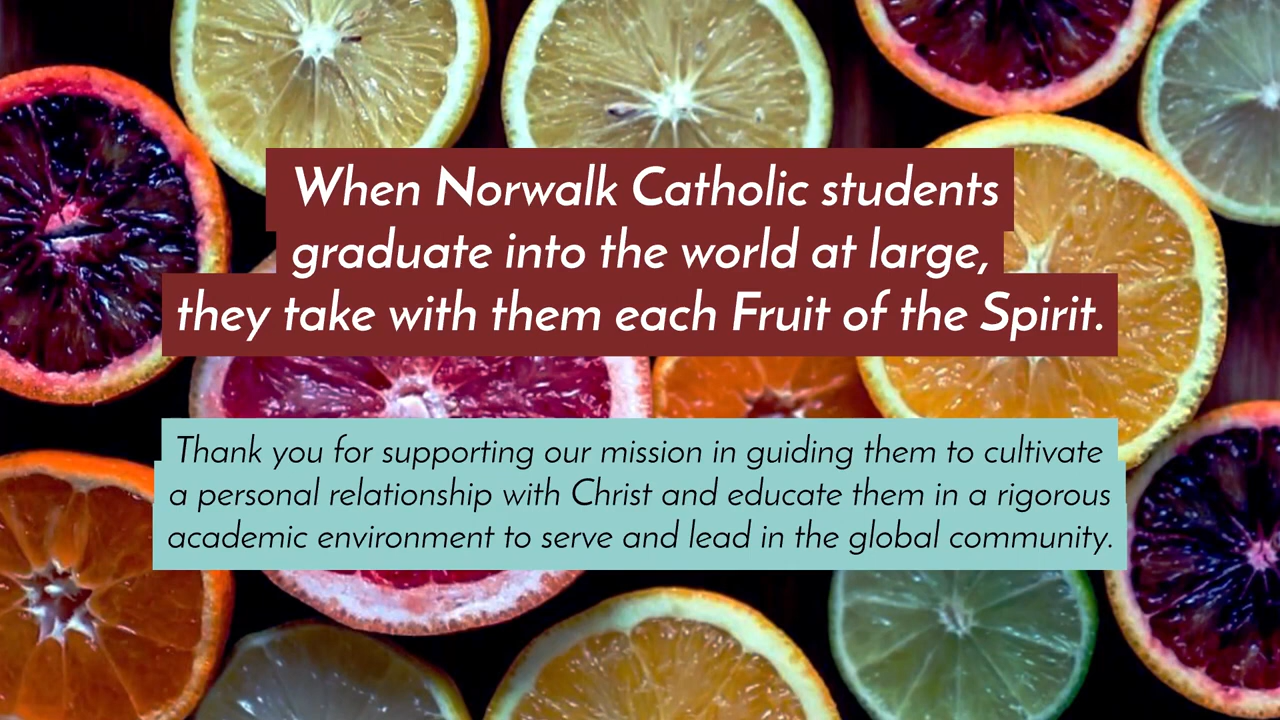 When Norwalk Catholic students
graduate into the world at large,
they take with them each Fruit of the Spirit.
Thank you for supporting our mission in guiding them to cultivate
a personal relationship with Christ and educate them in a rigorous
academic environment to serve and lead in the global community.